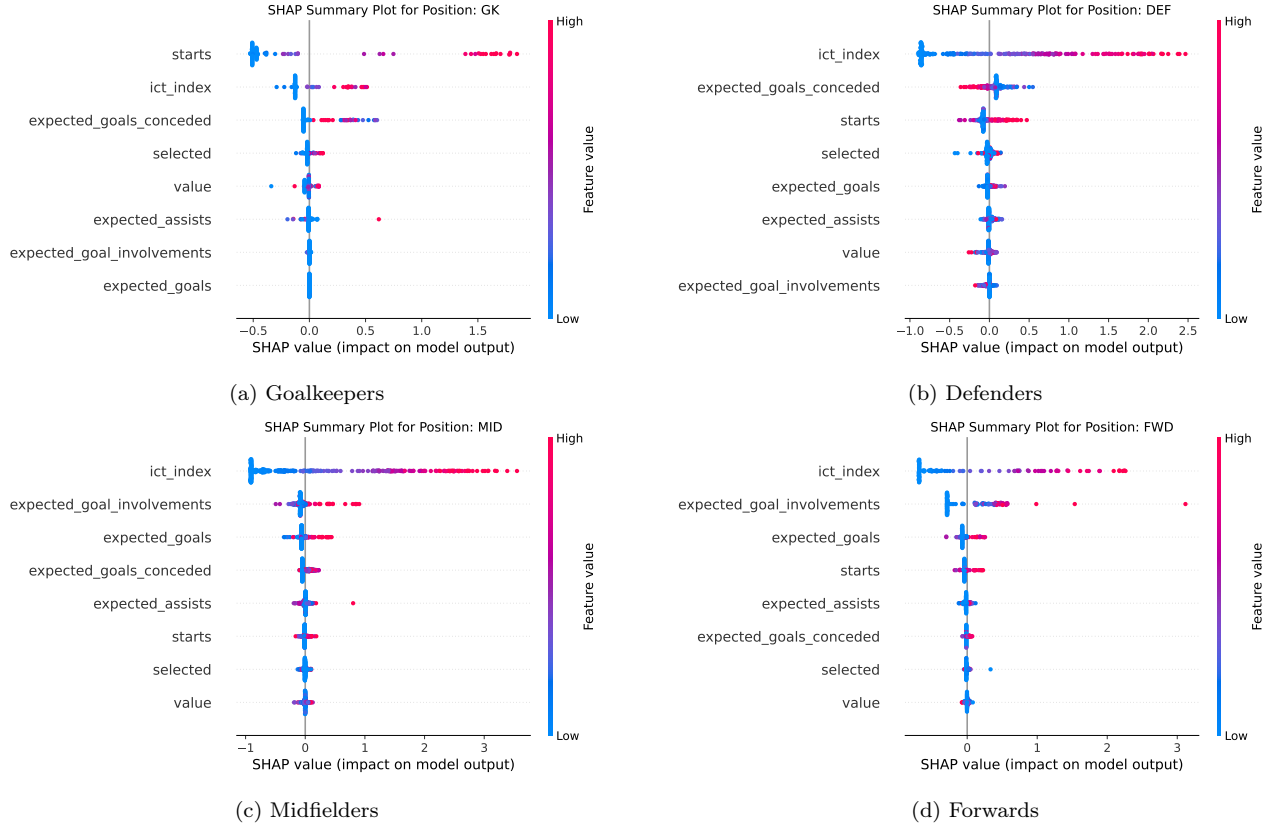 SHAP Summary Plot for Position: GK
starts
ict_index
expected_goals_conceded
selected
value
expected_assists
expected_goal_involvements
expected_goals
−0.5 0.0 0.5 1.0 1.5
SHAP value (impact on model output)
High
Feature value
Low
(a) Goalkeepers
SHAP Summary Plot for Position: DEF
ict_index
expected_goals_conceded
starts
selected
expected_goals
expected_assists
value
expected_goal_involvements
−1.0 −0.5 0.0 0.5 1.0 1.5 2.0 2.5
SHAP value (impact on model output)
High
Feature value
Low
(b) Defenders
SHAP Summary Plot for Position: MID
ict_index
expected_goal_involvements
expected_goals
expected_goals_conceded
expected_assists
starts
selected
value
−1 0 1 2 3
SHAP value (impact on model output)
High
Feature value
Low
(c) Midfielders
SHAP Summary Plot for Position: FWD
ict_index
expected_goal_involvements
expected_goals
starts
expected_assists
expected_goals_conceded
selected
value
0 1 2 3
SHAP value (impact on model output)
High
Feature value
Low
(d) Forwards